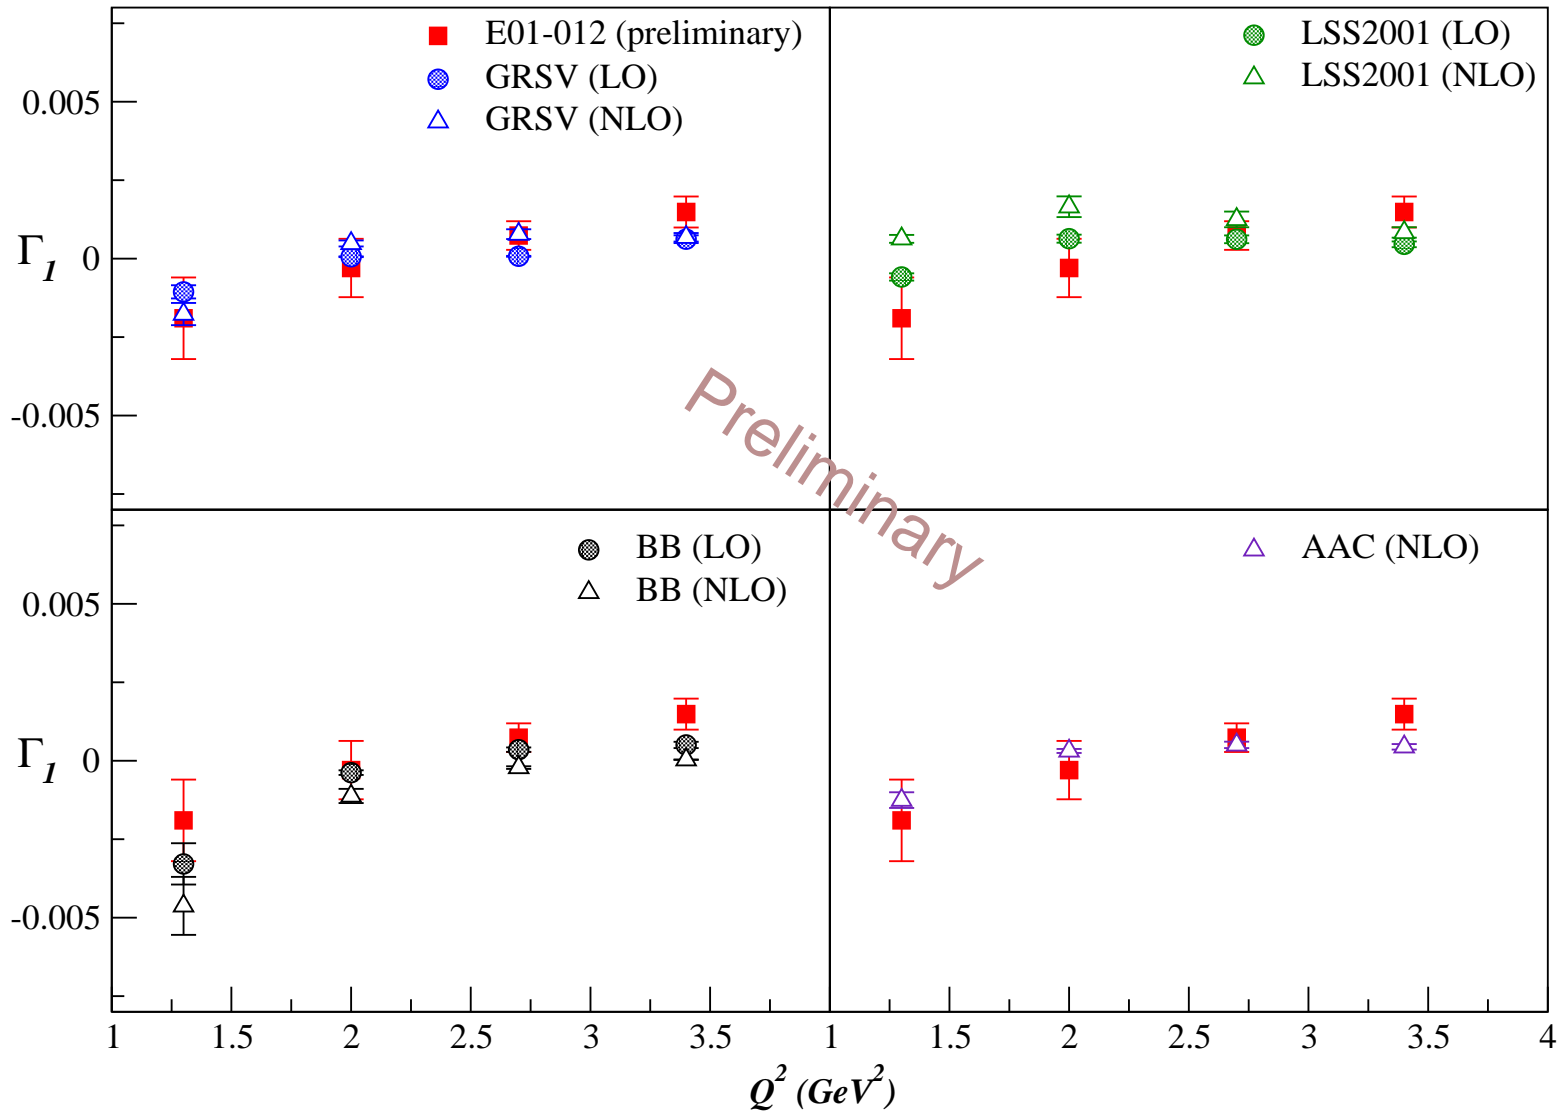 E01-012 (preliminary)
GRSV (LO)
GRSV (NLO)
LSS2001 (LO)
LSS2001 (NLO)
0.005
Γ1 0
-0.005
Preliminary
BB (LO)
BB (NLO)
AAC (NLO)
0.005
Γ1 0
-0.005
1 1.5 2 2.5 3 3.5 1 1.5 2 2.5 3 3.5 4
Q² (GeV²)